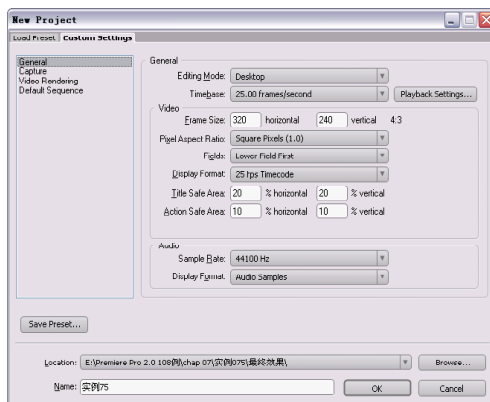 New Project
Load Preset Custom Settings
General
Capture
Video Rendering
Default Sequence
General
Editing Mode: Desktop
Timebase: 25.00 frames/second Playback Settings...
Video
Frame Size: 320 horizontal 240 vertical 4:3
Pixel Aspect Ratio: Square Pixels (1.0)
Fields: Lower Field First
Display Format: 25 fps Timecode
Title Safe Area: 20 % horizontal 20 % vertical
Action Safe Area: 10 % horizontal 10 % vertical
Audio
Sample Rate: 44100 Hz
Display Format: Audio Samples
Save Preset...
Location: E:\Premiere Pro 2.0 108例\chap 07\实例075\最终效果\ Browse...
Name: 实例75 OK Cancel